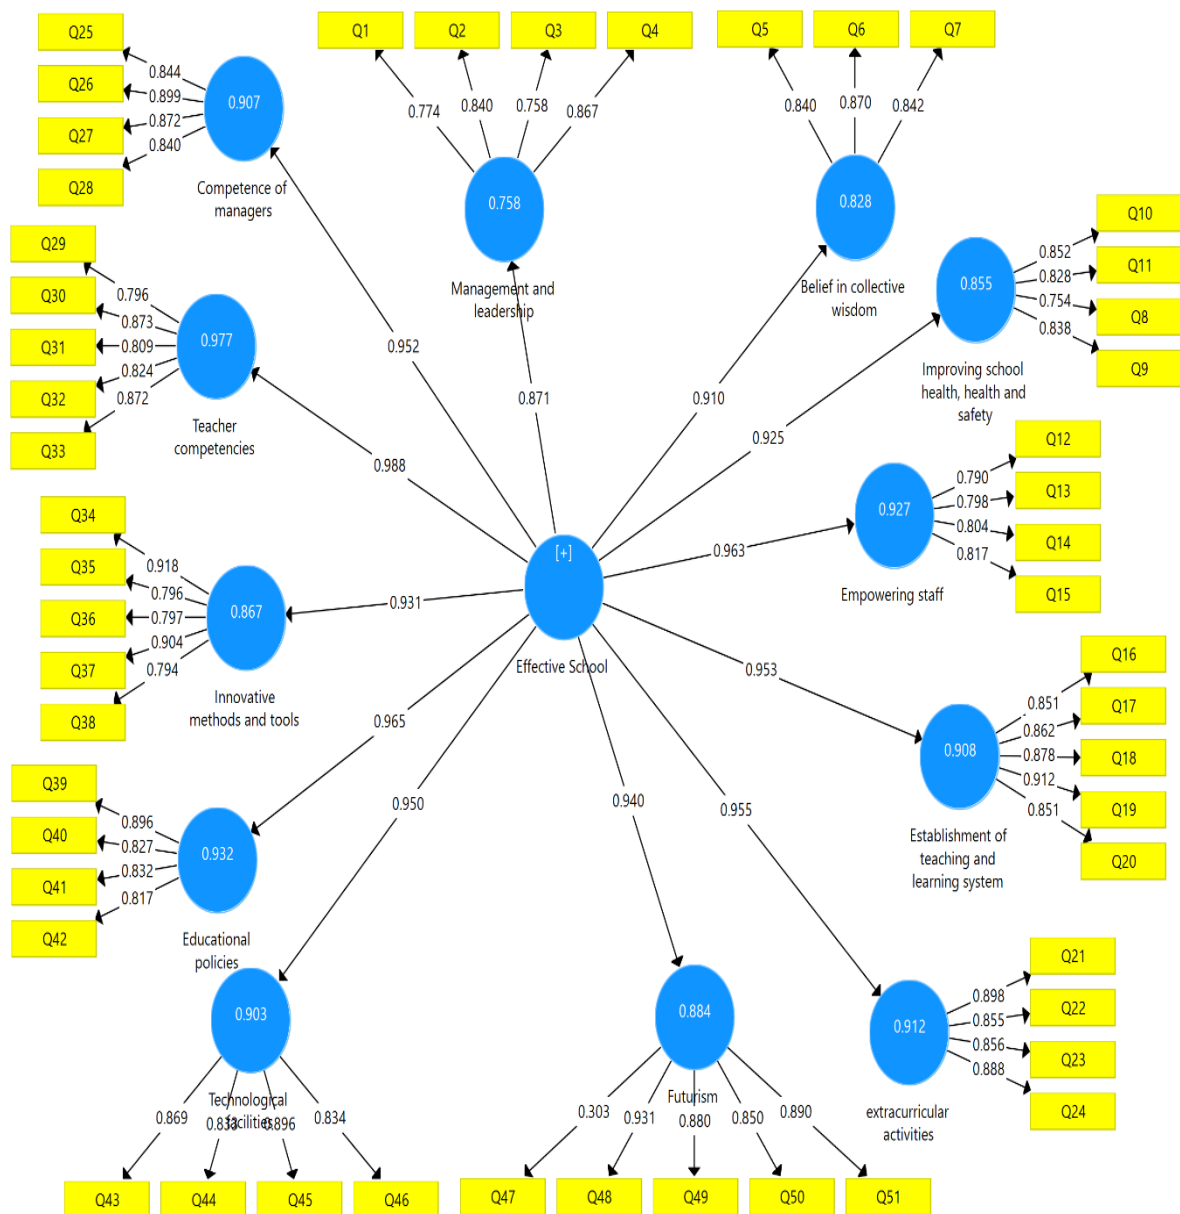 Q25
Q26
Q27
Q28
0.844
0.899
0.872
0.840
0.907
Competence of
managers
Q1
Q2
Q3
Q4
0.774
0.840
0.758
0.867
0.758
Management and
leadership
Q5
Q6
Q7
0.840
0.870
0.842
0.828
Belief in collective
wisdom
Q10
Q11
Q8
Q9
0.852
0.828
0.754
0.838
0.855
Improving school
health, health and
safety
Q29
Q30
Q31
Q32
Q33
0.796
0.873
0.809
0.824
0.872
0.977
Teacher
competencies
0.952
0.871
0.910
0.925
0.988
Q12
Q13
Q14
Q15
0.790
0.798
0.804
0.817
0.927
Empowering staff
0.963
Q34
Q35
Q36
Q37
Q38
0.918
0.796
0.797
0.904
0.794
0.867
Innovative
methods and tools
0.931
[+]
Effective School
0.953
Q16
Q17
Q18
Q19
Q20
0.851
0.862
0.878
0.912
0.851
0.908
Establishment of
teaching and
learning system
0.965
0.950
0.940
0.955
Q39
Q40
Q41
Q42
0.896
0.827
0.832
0.817
0.932
Educational
policies
Q21
Q22
Q23
Q24
0.898
0.855
0.856
0.888
0.912
extracurricular
activities
0.903
Technological
facilities
0.869
0.896
0.834
Q43
Q44
Q45
Q46
0.884
Futurism
0.303
0.931
0.880
0.850
0.890
Q47
Q48
Q49
Q50
Q51